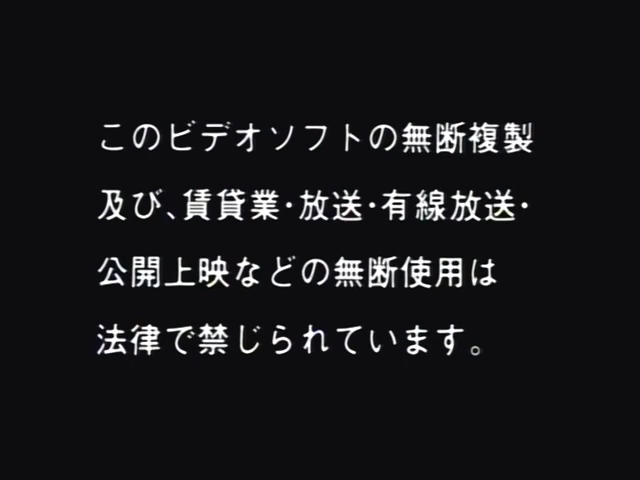 このビデオソフトの無断複製
及び、賃貸業・放送・有線放送・
公開上映などの無断使用は
法律で禁じられています。